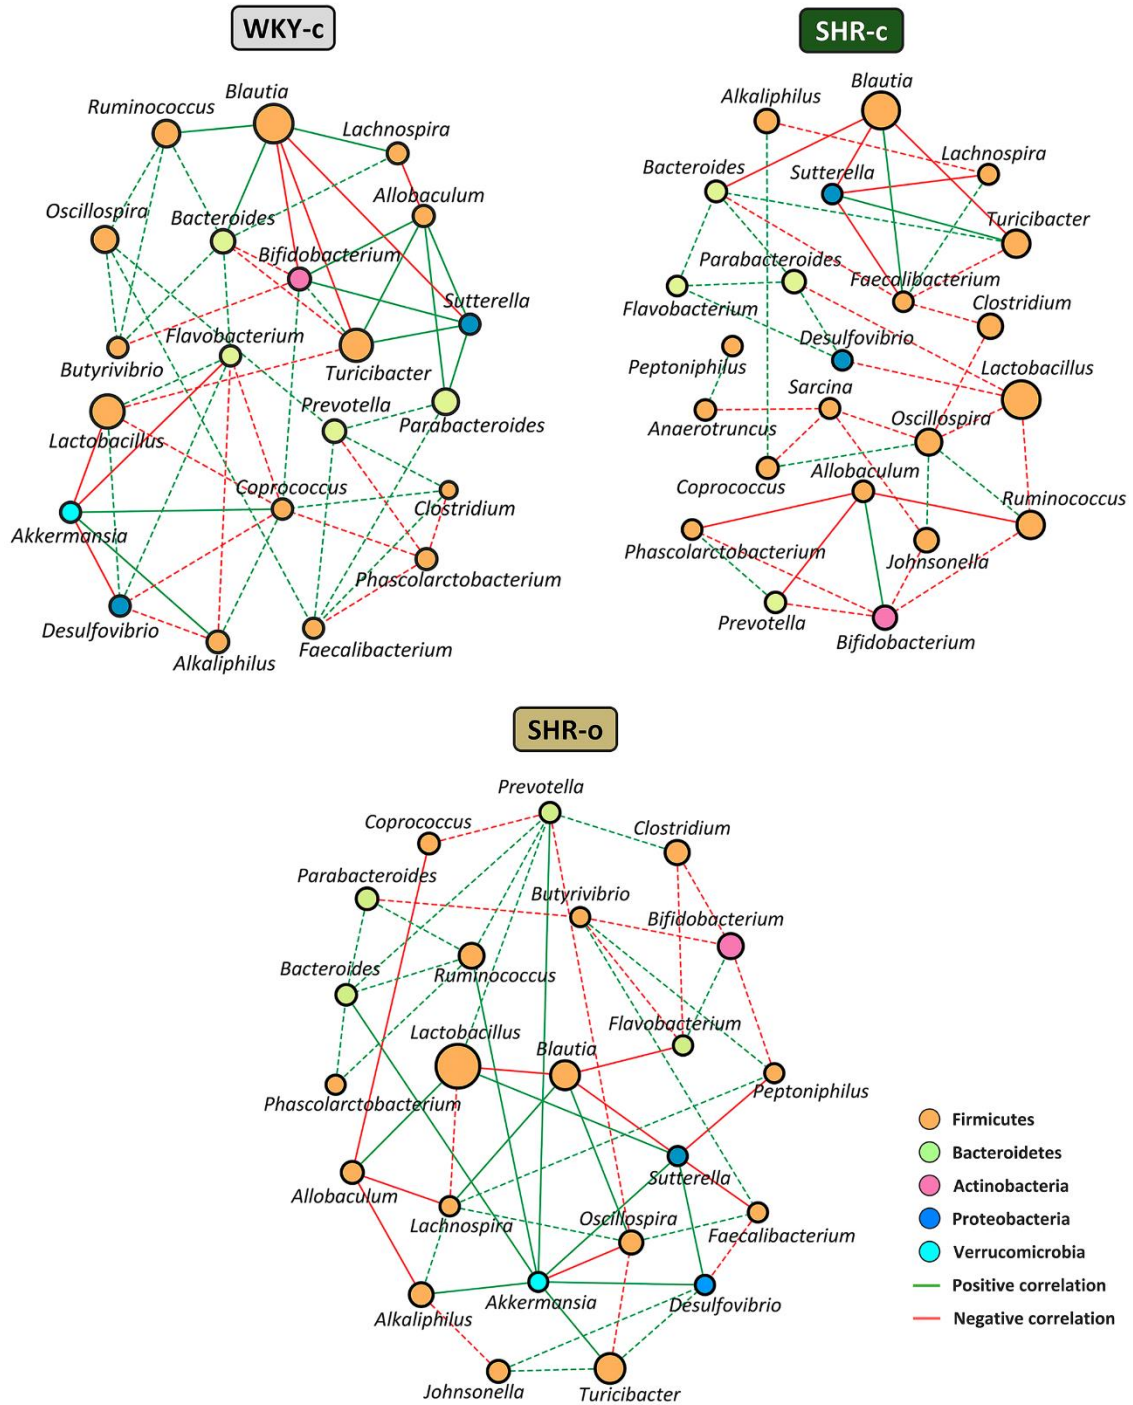 WKY-c
SHR-c
Blautia
Ruminococcus
Lachnospira
Allobaculum
Oscillospira
Bacteroides
Bifidobacterium
Sutterella
Flavobacterium
Butyrivibrio
Turicibacter
Prevotella
Parabacteroides
Lactobacillus
Coprococcus
Clostridium
Akkermansia
Phascolarctobacterium
Desulfovibrio
Alkaliphilus
Faecalibacterium
Blautia
Alkaliphilus
Lachnospira
Bacteroides
Sutterella
Turicibacter
Parabacteroides
Faecalibacterium
Flavobacterium
Clostridium
Desulfovibrio
Peptoniphilus
Lactobacillus
Sarcina
Anaerotruncus
Oscillospira
Allobaculum
Coprococcus
Ruminococcus
Phascolarctobacterium
Johnsonella
Prevotella
Bifidobacterium
SHR-o
Prevotella
Coprococcus
Clostridium
Parabacteroides
Butyrivibrio
Bifidobacterium
Bacteroides
Ruminococcus
Flavobacterium
Lactobacillus
Blautia
Peptoniphilus
Phascolarctobacterium
Sutterella
Allobaculum
Lachnospira
Oscillospira
Faecalibacterium
Akkermansia
Desulfovibrio
Alkaliphilus
Johnsonella
Turicibacter
Firmicutes
Bacteroidetes
Actinobacteria
Proteobacteria
Verrucomicrobia
Positive correlation
Negative correlation